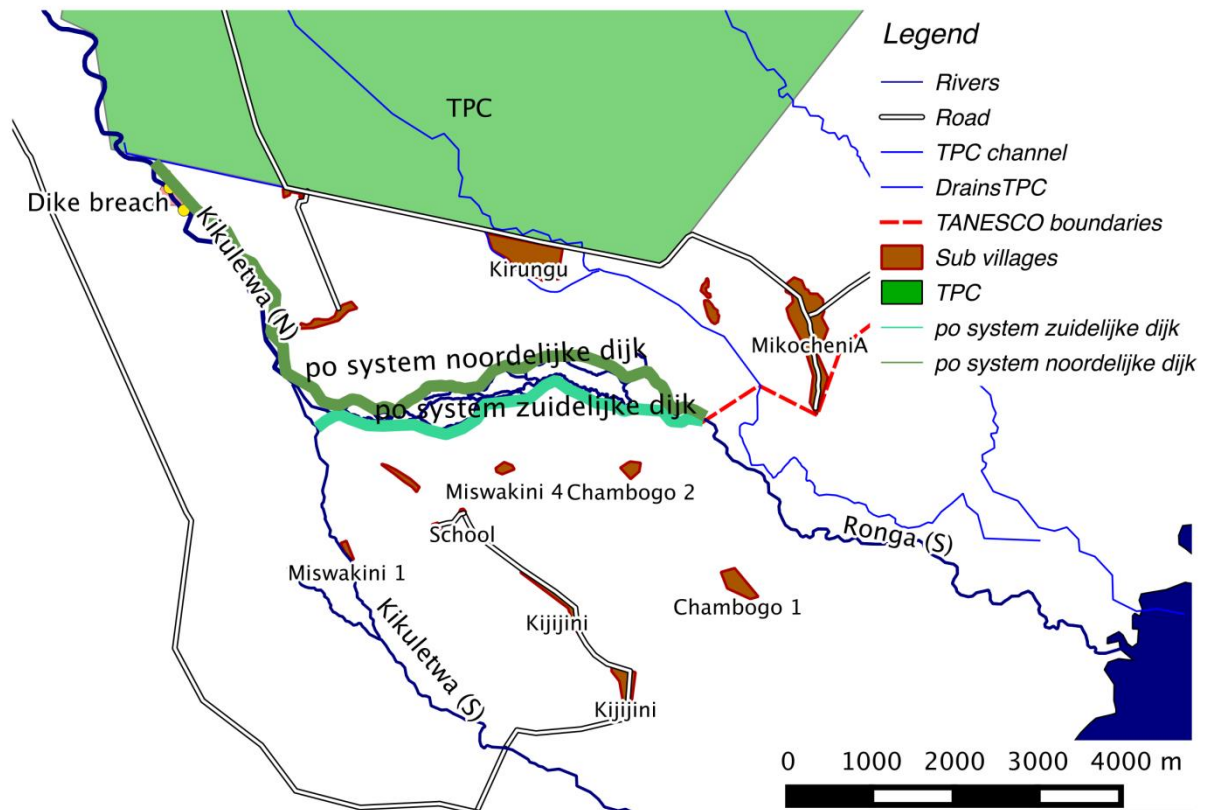 Legend
Rivers
Road
TPC channel
DrainsTPC
TANESCO boundaries
Sub villages
TPC
po system zuidelijke dijk
po system noordelijke dijk
TPC
Dike breach
Kikuletwa (N)
Kirungu
MikocheniA
po system noordelijke dijk
po system zuidelijke dijk
Miswakini 4
Chambogo 2
School
Ronga (S)
Miswakini 1
Chambogo 1
Kijijini
Kikuletwa (S)
Kijijini
0 1000 2000 3000 4000 m